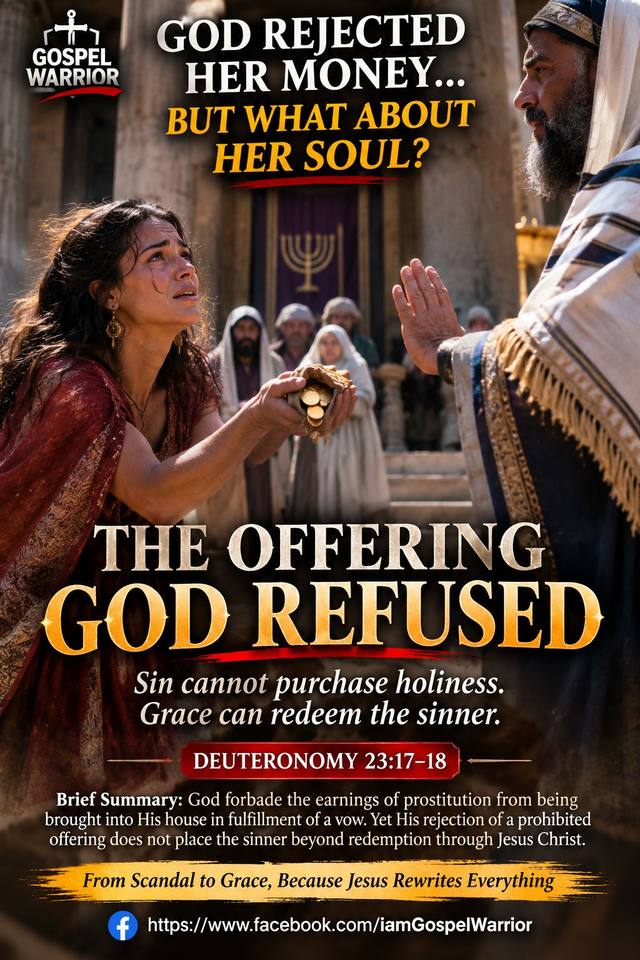 GOSPEL
WARRIOR
GOD REJECTED
HER MONEY...
BUT WHAT ABOUT
HER SOUL?
THE OFFERING
GOD REFUSED
Sin cannot purchase holiness.
Grace can redeem the sinner.
DEUTERONOMY 23:17–18
Brief Summary: God forbade the earnings of prostitution from being
brought into His house in fulfillment of a vow. Yet His rejection of a prohibited
offering does not place the sinner beyond redemption through Jesus Christ.
From Scandal to Grace, Because Jesus Rewrites Everything
https://www.facebook.com/iamGospelWarrior